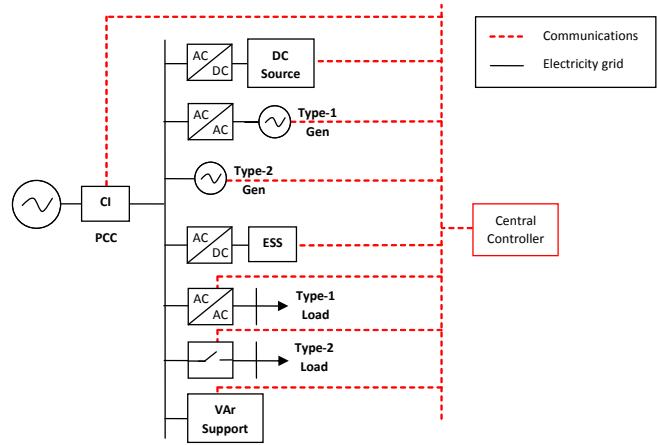 Communications
Electricity grid
AC
DC
DC
Source
AC
AC
Type-1
Gen
Type-2
Gen
CI
PCC
Central
Controller
AC
DC
ESS
AC
AC
Type-1
Load
Type-2
Load
VAr
Support